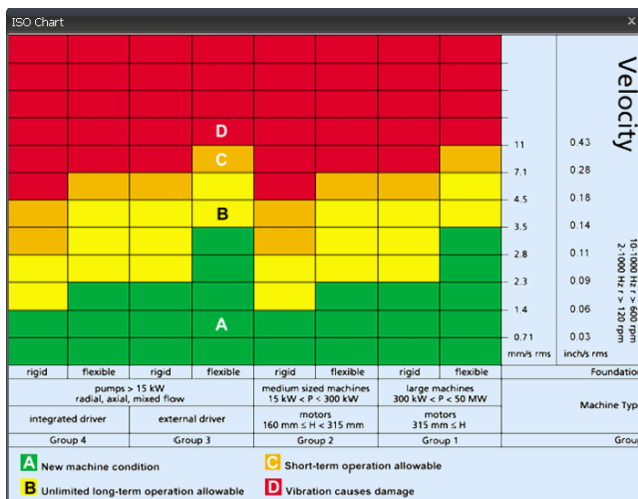 ISO Chart x
D
C
B
A
11 0.43
7.1 0.28
4.5 0.18
3.5 0.14
2.8 0.11
2.3 0.09
1.4 0.06
0.71 0.03
mm/s rms inch/s rms
Velocity
10-1000 Hz r > 600 rpm
2-1000 Hz r > 120 rpm
rigid flexible rigid flexible rigid flexible rigid flexible Foundation
pumps > 15 kW
radial, axial, mixed flow
medium sized machines
15 kW < P ≤ 300 kW
large machines
300 kW < P < 50 MW
Machine Typ
integrated driver external driver
motors
160 mm ≤ H < 315 mm
motors
315 mm ≤ H
Group 4 Group 3 Group 2 Group 1 Group
A New machine condition
C Short-term operation allowable
B Unlimited long-term operation allowable
D Vibration causes damage